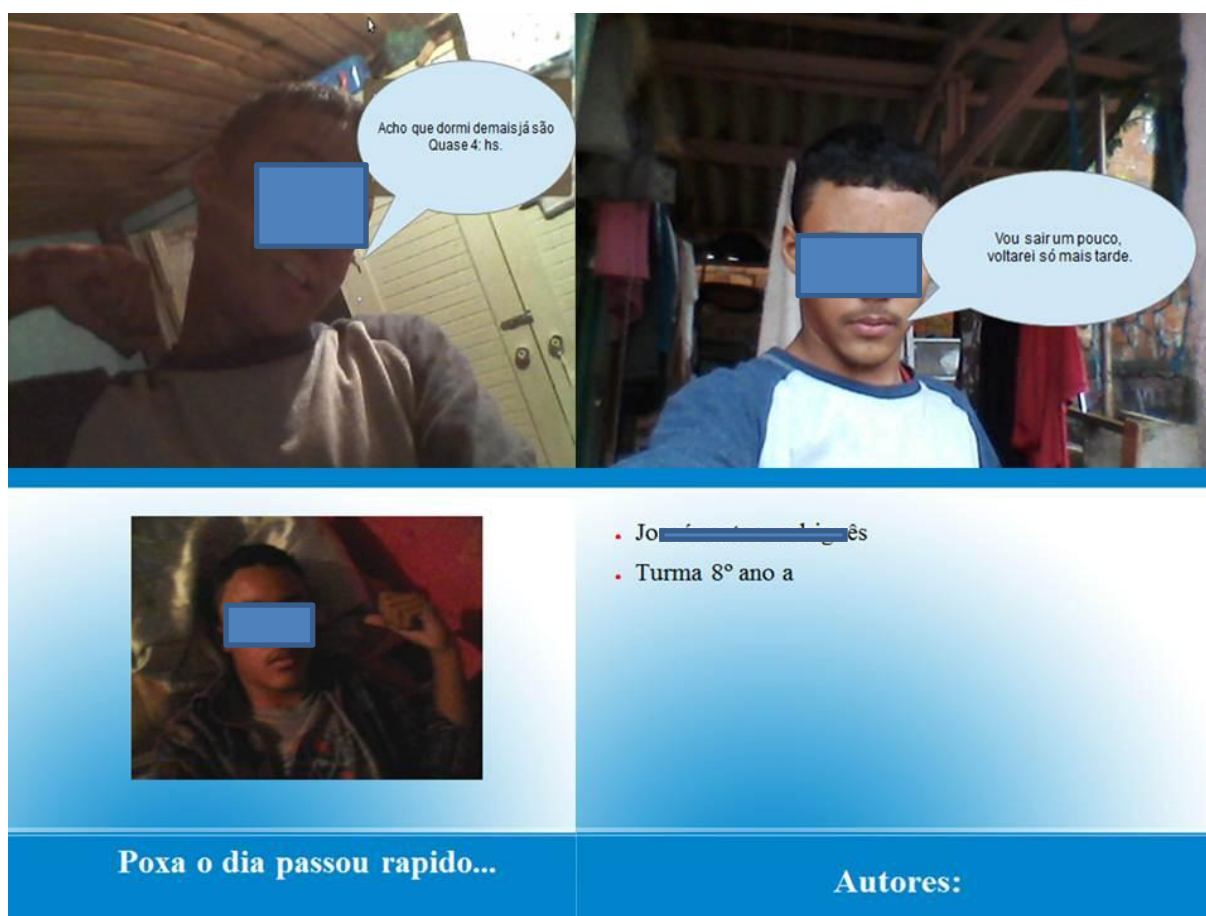 Acho que dormi demais já são
Quase 4: hs.
Vou sair um pouco,
voltarei só mais tarde.
Turma 8º ano a
Poxa o dia passou rapido...
Autores: